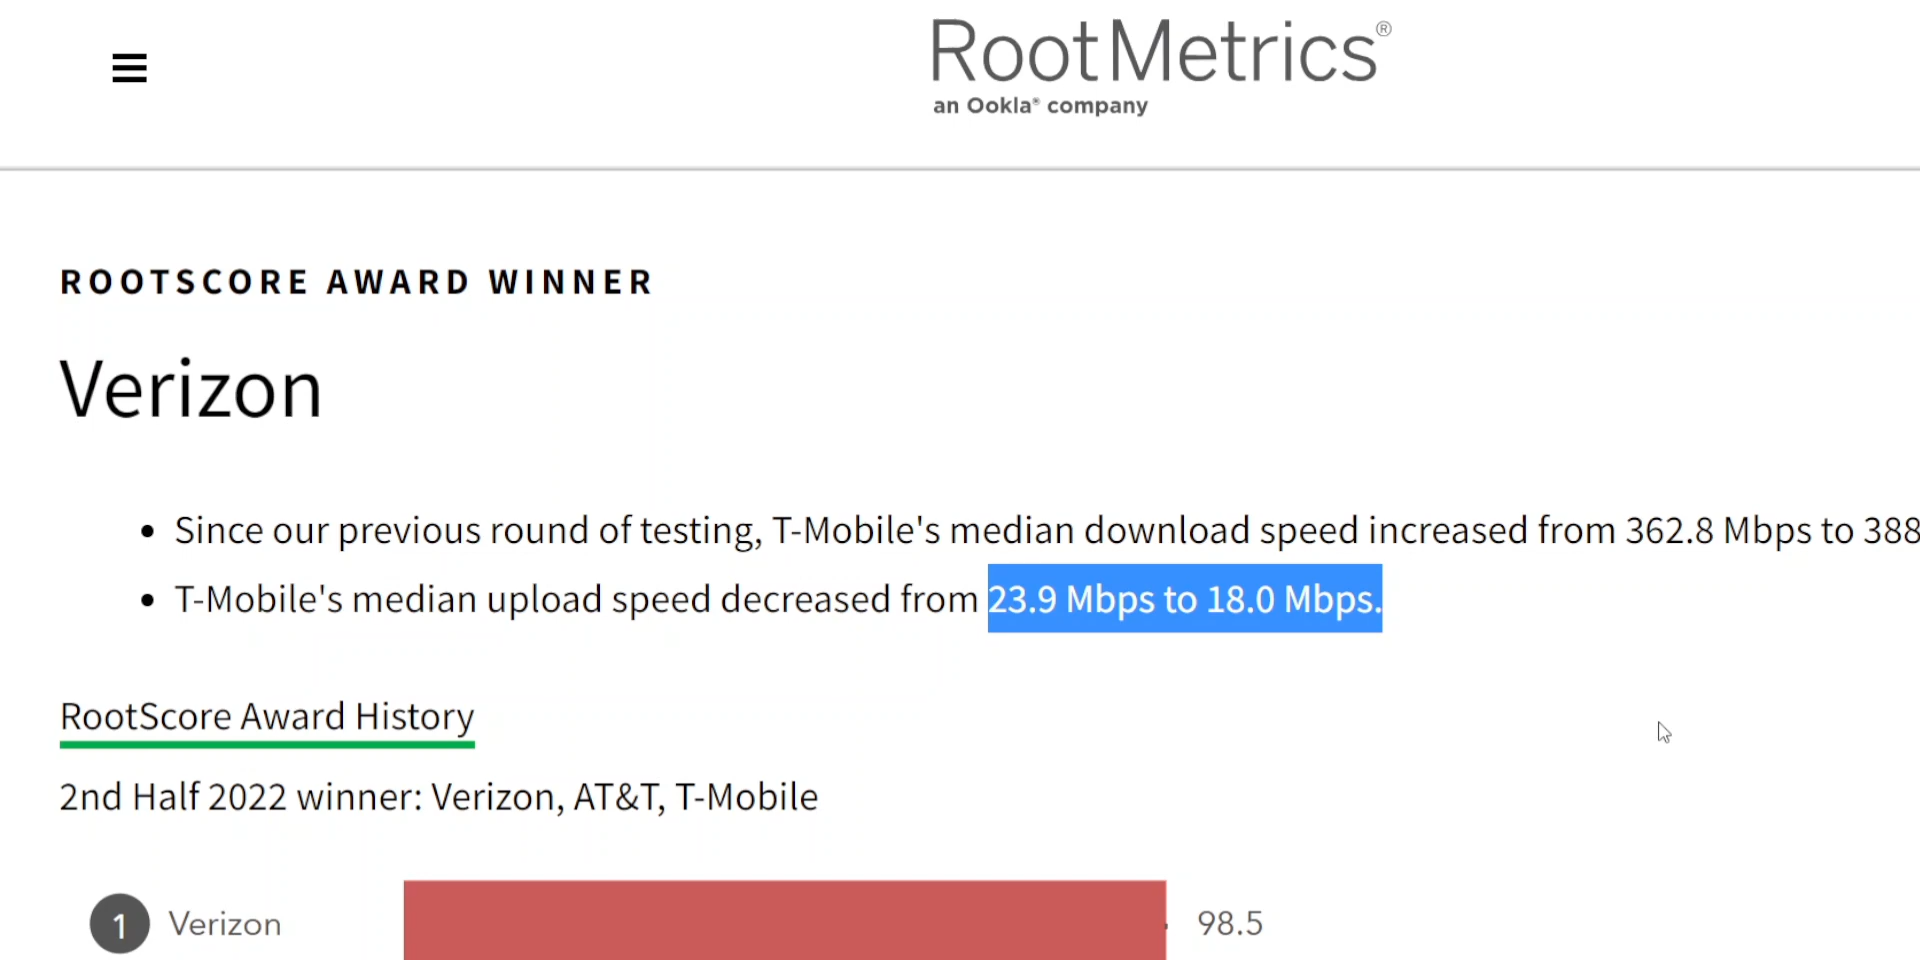 RootMetrics®
an Ookla® company
ROOTSCORE AWARD WINNER
Verizon
• Since our previous round of testing, T-Mobile's median download speed increased from 362.8 Mbps to 388
• T-Mobile's median upload speed decreased from 23.9 Mbps to 18.0 Mbps.
RootScore Award History
2nd Half 2022 winner: Verizon, AT&T, T-Mobile
1 Verizon 98.5